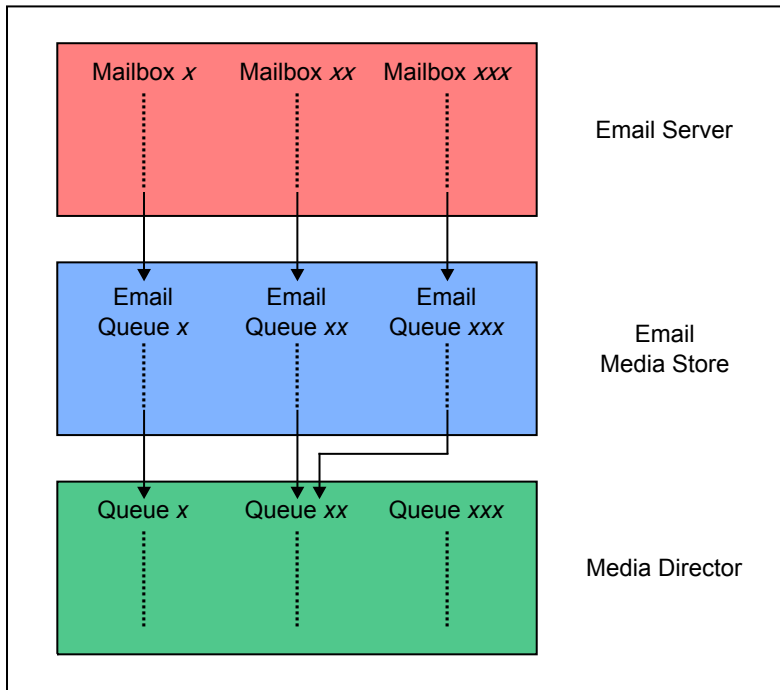 Mailbox x Mailbox xx Mailbox xxx
Email Server
Email Email Email
Queue x Queue xx Queue xxx
Email
Media Store
Queue x Queue xx Queue xxx
Media Director